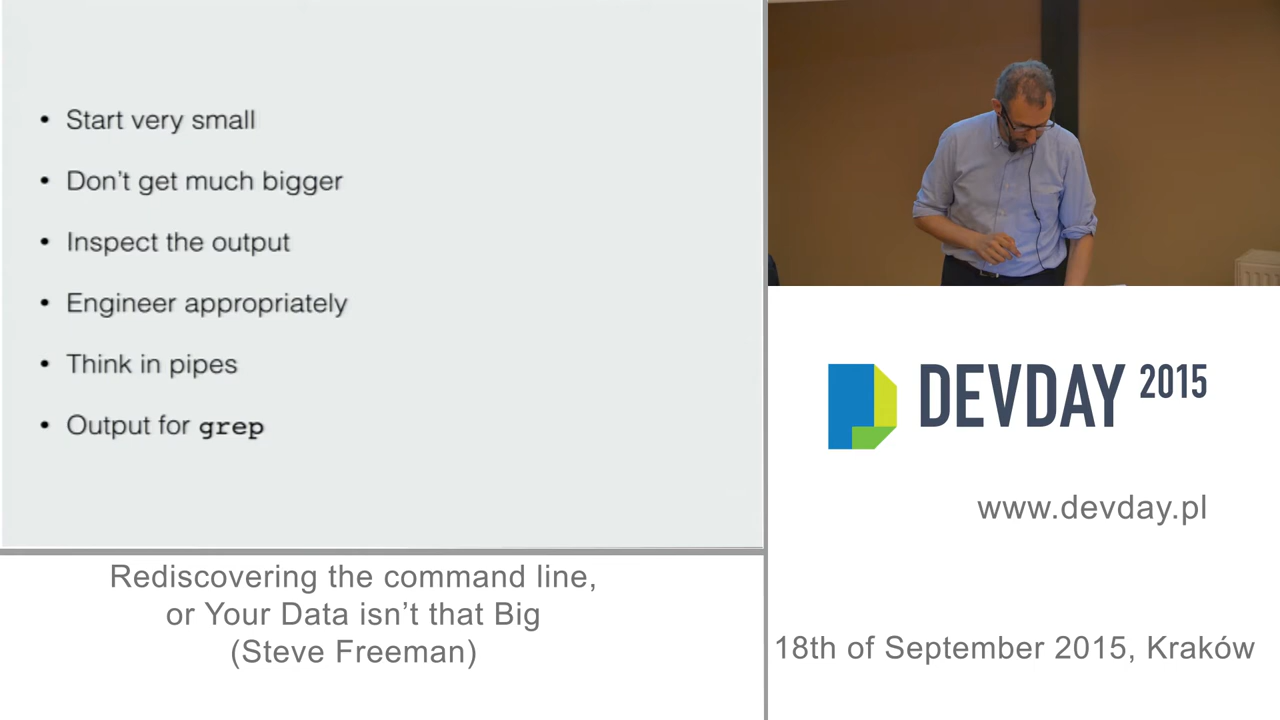 • Start very small
• Don't get much bigger
• Inspect the output
• Engineer appropriately
• Think in pipes
• Output for grep
DEVDAY 2015
www.devday.pl
Rediscovering the command line,
or Your Data isn't that Big
(Steve Freeman)
18th of September 2015, Kraków